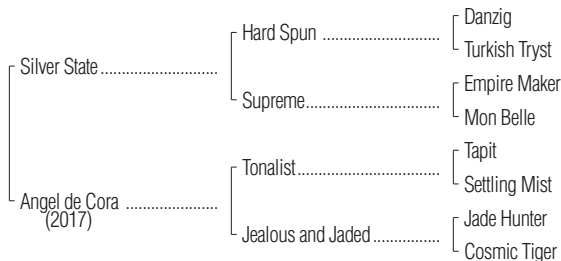 Danzig
Hard Spun ........................
Turkish Tryst
Silver State........................
Empire Maker
Supreme...........................
Mon Belle
Tapit
Tonalist.............................
Settling Mist
Angel de Cora ...................
(2017)
Jade Hunter
Jealous and Jaded..............
Cosmic Tiger